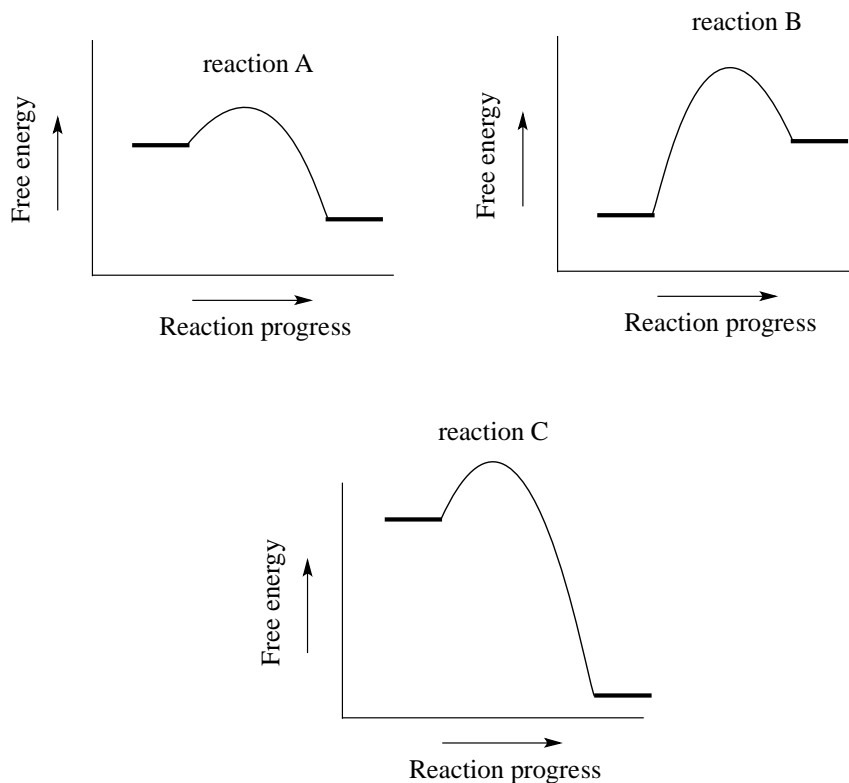 reaction A
Free energy
Reaction progress
reaction B
Free energy
Reaction progress
reaction C
Free energy
Reaction progress